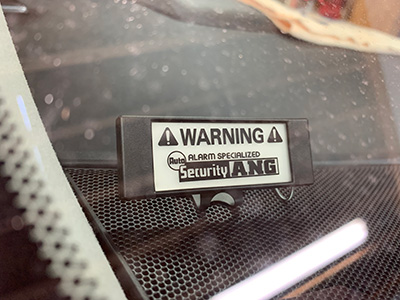 WARNING
ALARM SPECIALIZED
Auto Security ANG